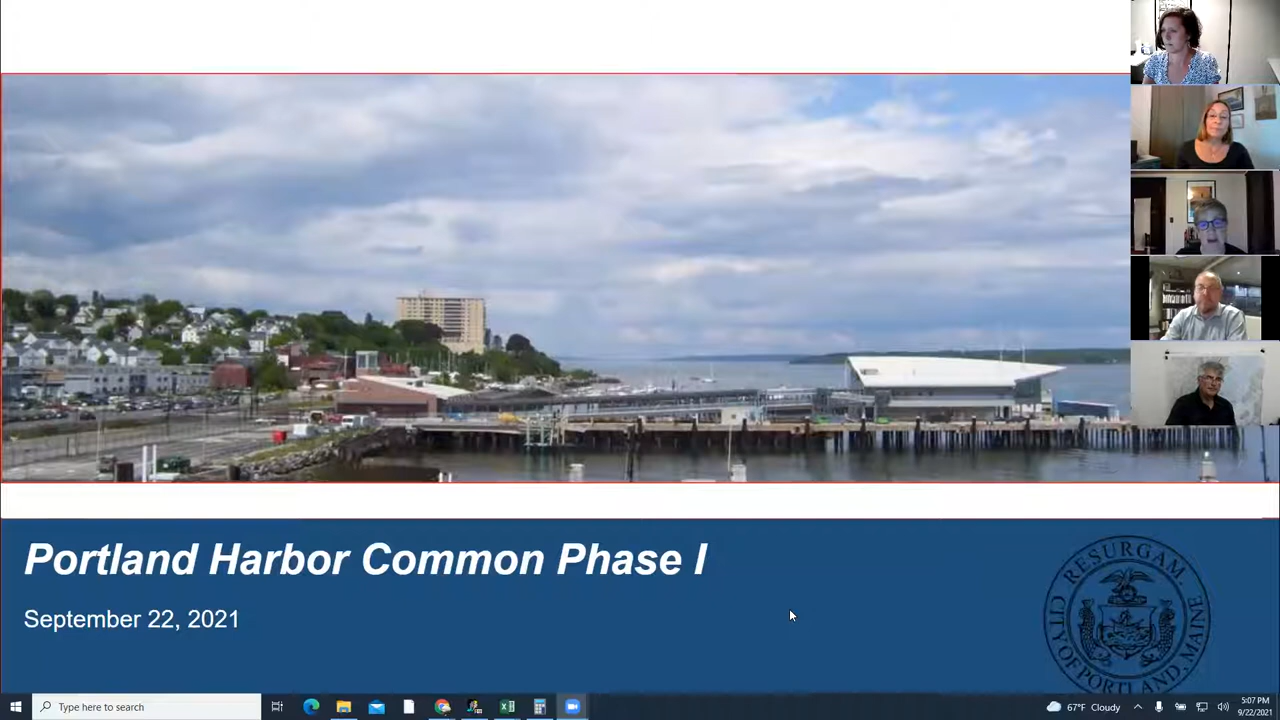 Portland Harbor Common Phase I
September 22, 2021
RESURGAM.
CITY OF PORTLAND, MAINE
Type here to search
67°F Cloudy
5:07 PM
9/22/2021